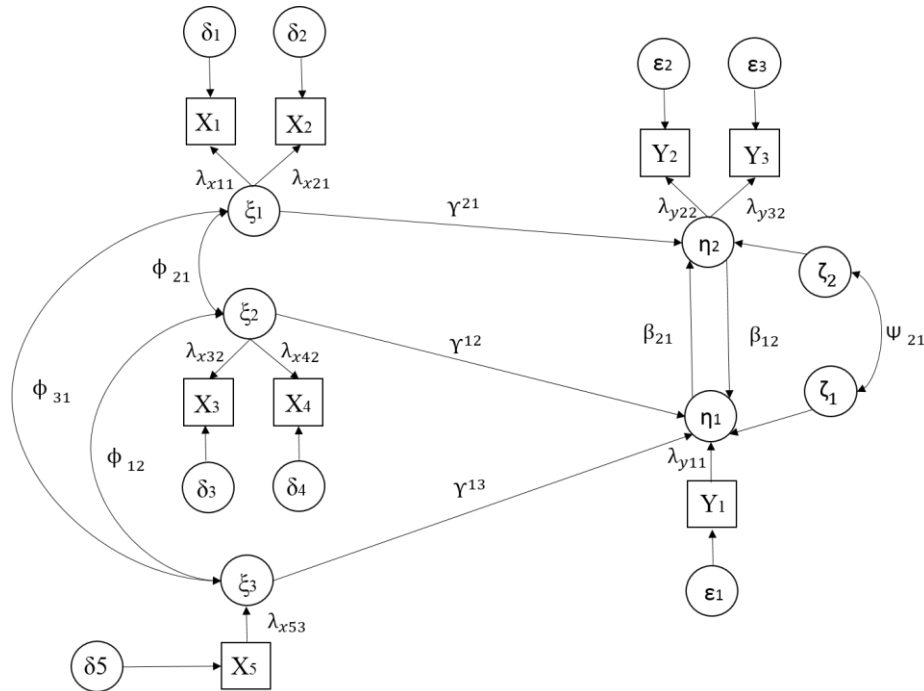 δ1 δ2
ε2 ε3
X1 X2
Y2 Y3
λx11 λx21
λy22 λy32
ξ1
ϒ21
η2
ζ2
ϕ 21
ξ2
β21 β12
Ψ 21
λx32 λx42
ϒ12
ϕ 31
X3 X4
ζ1
η1
ϕ 12
λy11
δ3 δ4
ϒ13
Y1
ξ3
ε1
λx53
δ5
X5